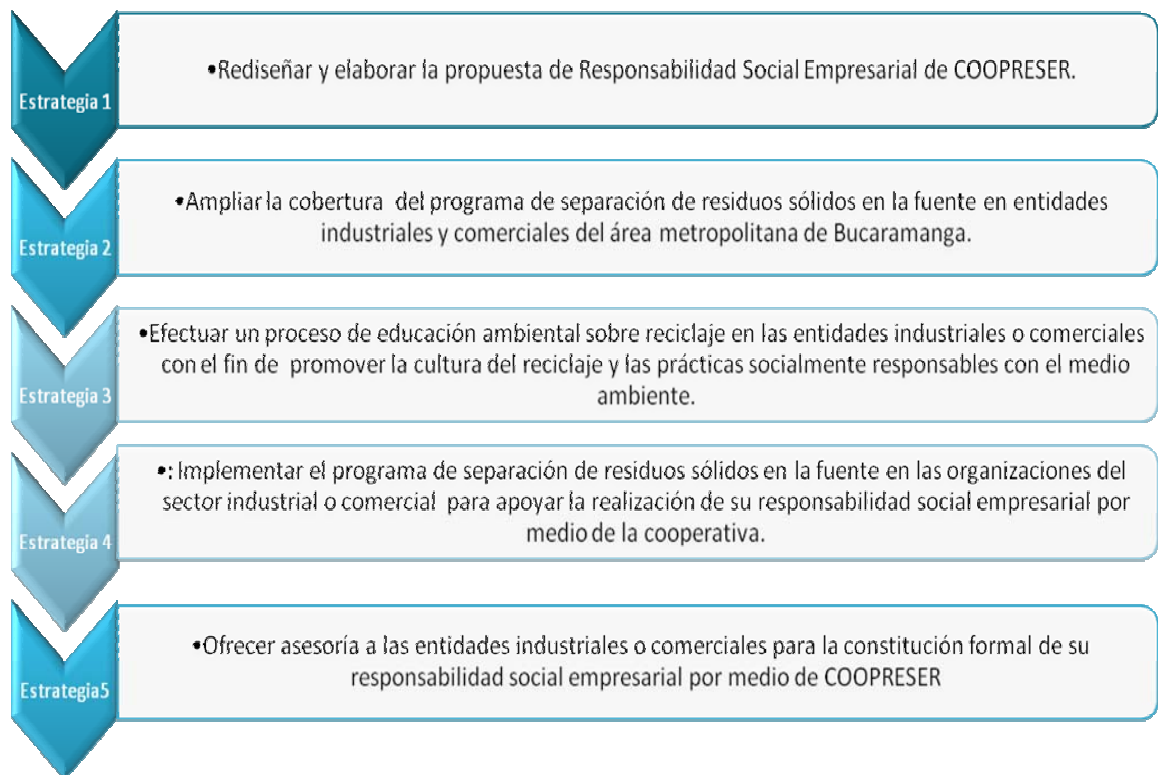 Estrategia 1
•Rediseñar y elaborar la propuesta de Responsabilidad Social Empresarial de COOPRESER.
Estrategia 2
•Ampliar la cobertura del programa de separación de residuos sólidos en la fuente en entidades
industriales y comerciales del área metropolitana de Bucaramanga.
Estrategia 3
•Efectuar un proceso de educación ambiental sobre reciclaje en las entidades industriales o comerciales
con el fin de promover la cultura del reciclaje y las prácticas socialmente responsables con el medio
ambiente.
Estrategia 4
•: Implementar el programa de separación de residuos sólidos en la fuente en las organizaciones del
sector industrial o comercial para apoyar la realización de su responsabilidad social empresarial por
medio de la cooperativa.
Estrategia5
•Ofrecer asesoría a las entidades industriales o comerciales para la constitución formal de su
responsabilidad social empresarial por medio de COOPRESER